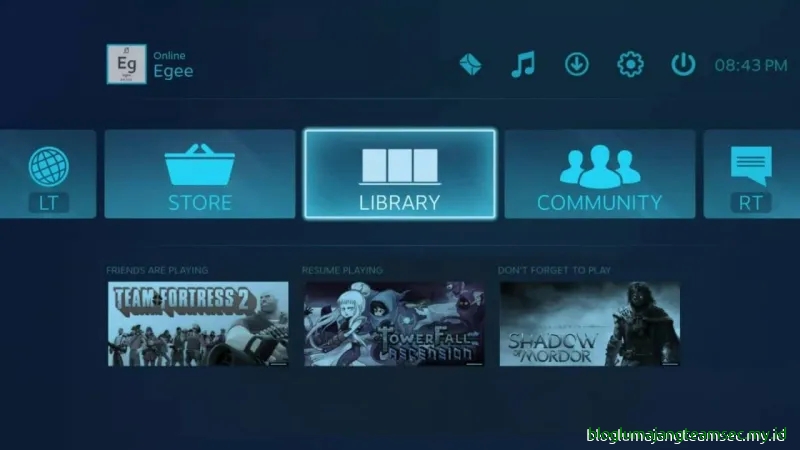 Online
Eg
Egee
08:43 PM
LT
STORE
LIBRARY
COMMUNITY
RT
FRIENDS ARE PLAYING
RESUME PLAYING
DON'T FORGET TO PLAY
TEAM FORTRESS 2
TOWERFALL
ASCENSION
SHADOW
OF MORDOR
bloglumajangteamsec.my.id